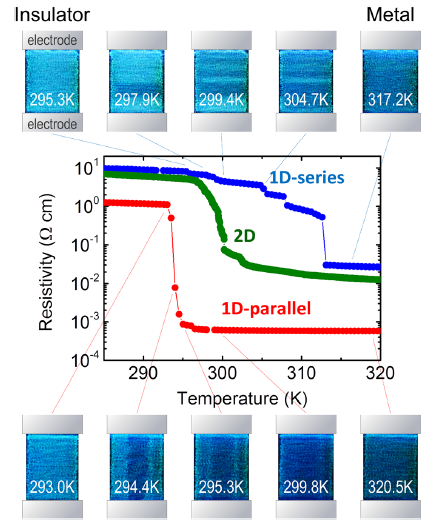 Insulator
Metal
electrode
295.3K
297.9K
299.4K
304.7K
317.2K
electrode
10¹
10⁰
10⁻¹
10⁻²
10⁻³
10⁻⁴
Resistivity (Ω cm)
1D-series
2D
1D-parallel
290
300
310
320
Temperature (K)
293.0K
294.4K
295.3K
299.8K
320.5K